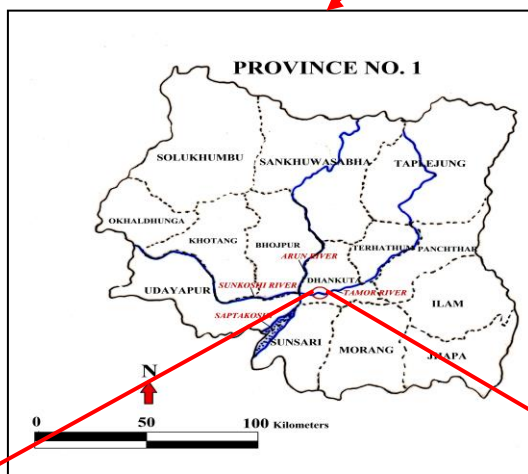 PROVINCE NO. 1
SOLUKHUMBU
SANKHUWASABHA
TAPLEJUNG
OKHALDHUNGA
KHOTANG
BHOJPUR
ARUN RIVER
TERHATHUM
PANCHTHAR
DHANKUTA
SUNKOSHI RIVER
TAMOR RIVER
UDAYAPUR
ILAM
SAPTAKOSHI
SUNSARI
MORANG
JHAPA
N
0 50 100 Kilometers